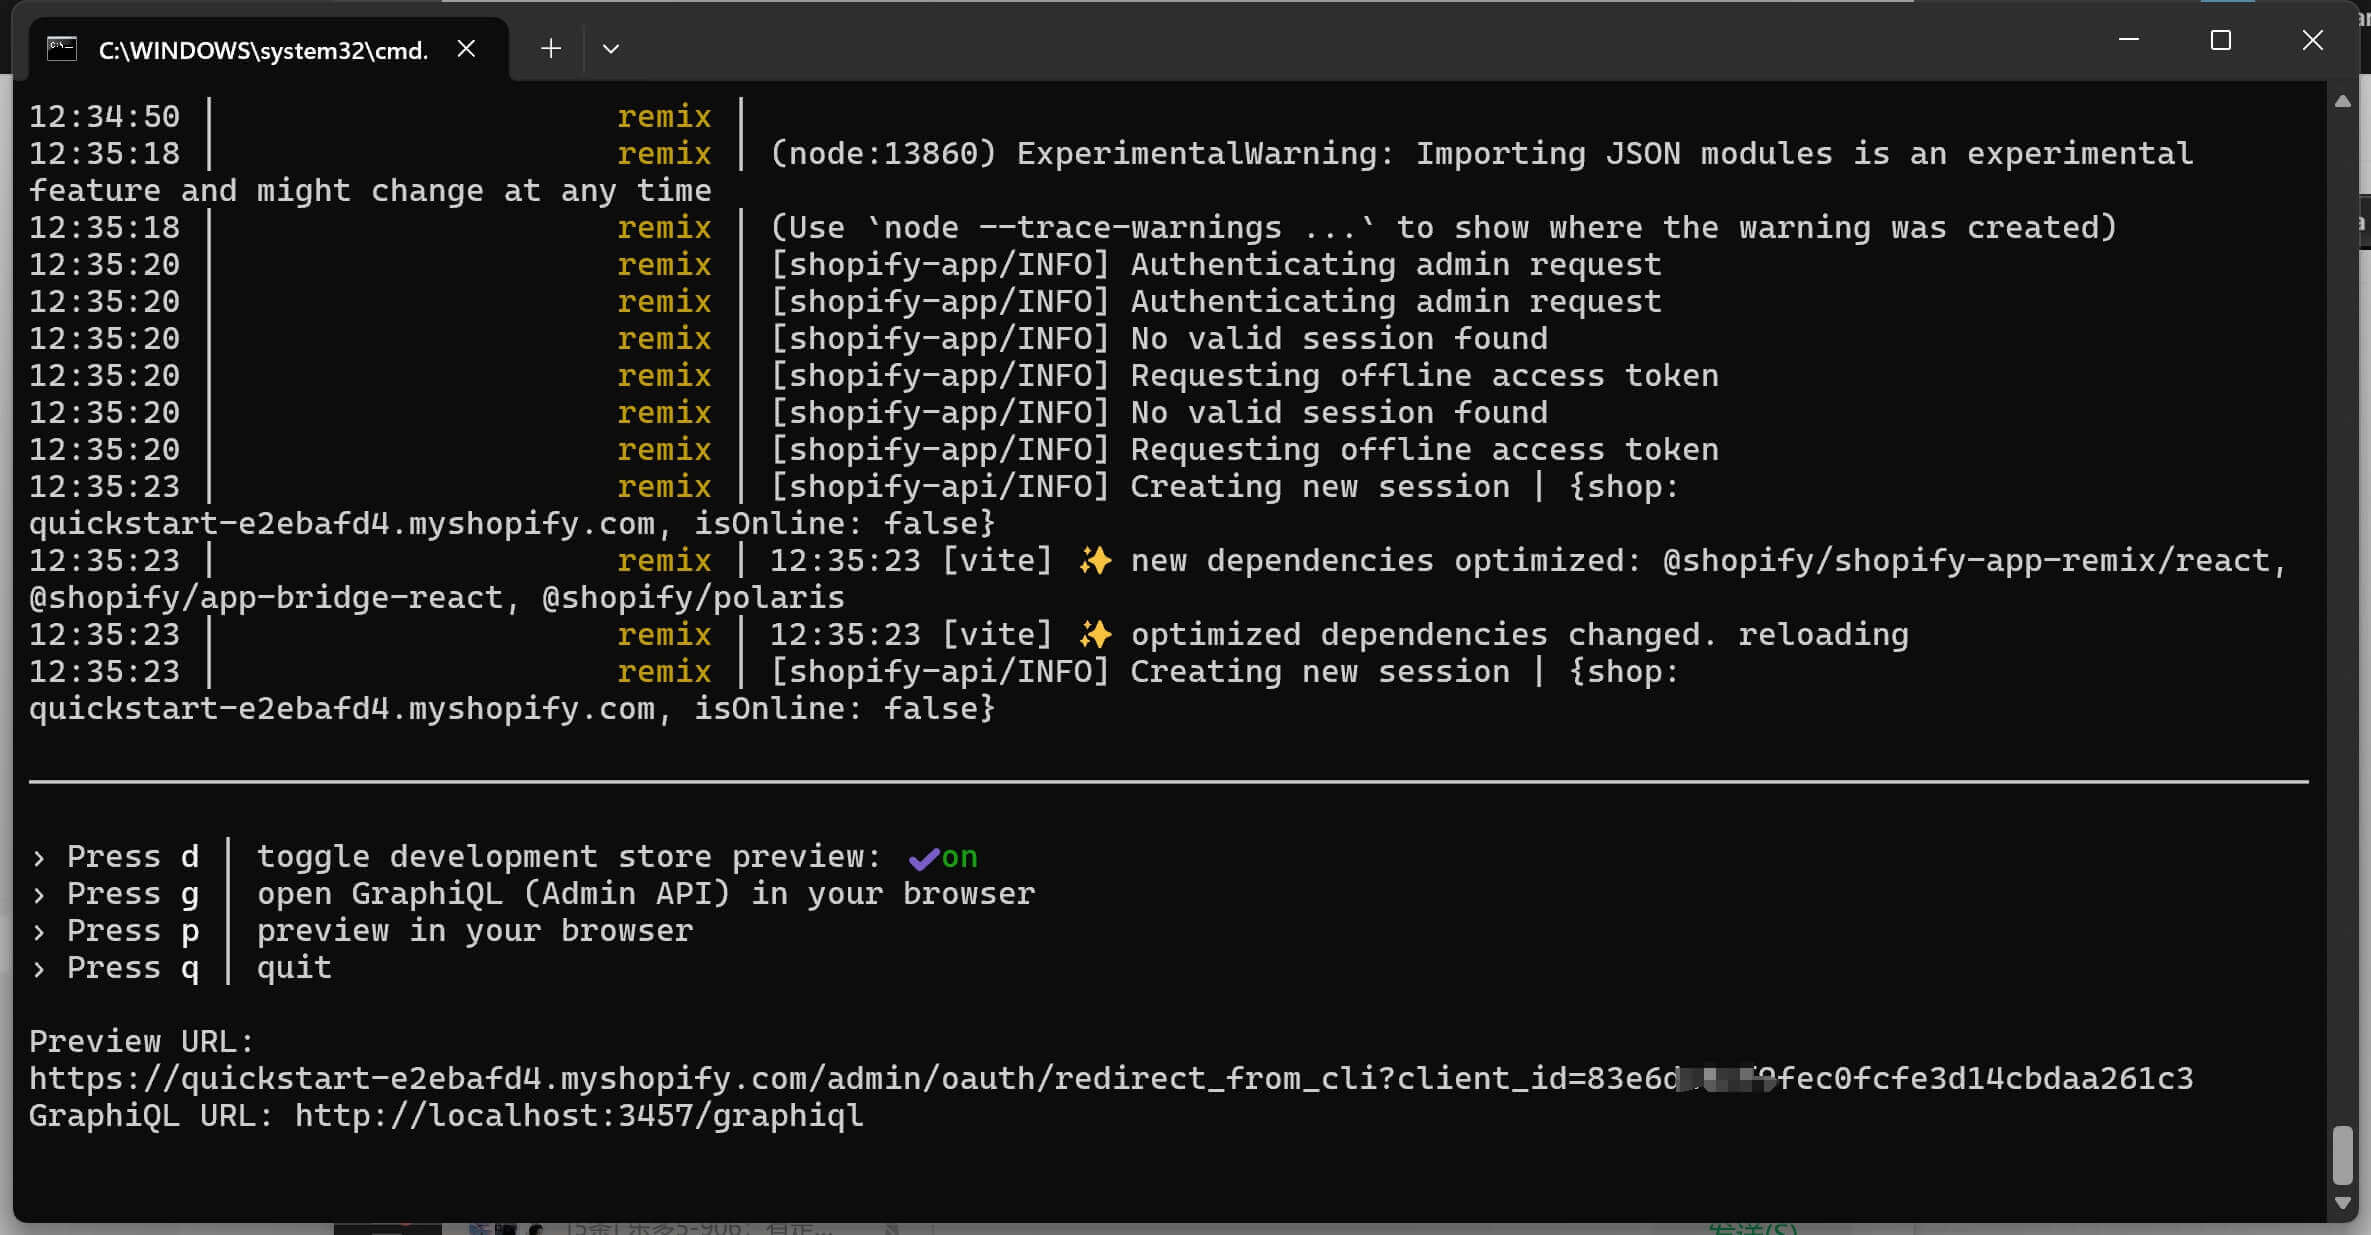 C:\WINDOWS\system32\cmd.
12:34:50 | remix |
12:35:18 | remix | (node:13860) ExperimentalWarning: Importing JSON modules is an experimental
feature and might change at any time
12:35:18 | remix | (Use `node --trace-warnings ...` to show where the warning was created)
12:35:20 | remix | [shopify-app/INFO] Authenticating admin request
12:35:20 | remix | [shopify-app/INFO] Authenticating admin request
12:35:20 | remix | [shopify-app/INFO] No valid session found
12:35:20 | remix | [shopify-app/INFO] Requesting offline access token
12:35:20 | remix | [shopify-app/INFO] No valid session found
12:35:20 | remix | [shopify-app/INFO] Requesting offline access token
12:35:23 | remix | [shopify-api/INFO] Creating new session | {shop:
quickstart-e2ebafd4.myshopify.com, isOnline: false}
12:35:23 | remix | 12:35:23 [vite] ✨ new dependencies optimized: @shopify/shopify-app-remix/react,
@shopify/app-bridge-react, @shopify/polaris
12:35:23 | remix | 12:35:23 [vite] ✨ optimized dependencies changed. reloading
12:35:23 | remix | [shopify-api/INFO] Creating new session | {shop:
quickstart-e2ebafd4.myshopify.com, isOnline: false}
› Press d | toggle development store preview: ✔on
› Press g | open GraphiQL (Admin API) in your browser
› Press p | preview in your browser
› Press q | quit
Preview URL:
https://quickstart-e2ebafd4.myshopify.com/admin/oauth/redirect_from_cli?client_id=83e6 fec0fcfe3d14cbdaa261c3
GraphiQL URL: http://localhost:3457/graphiql
发送(S)